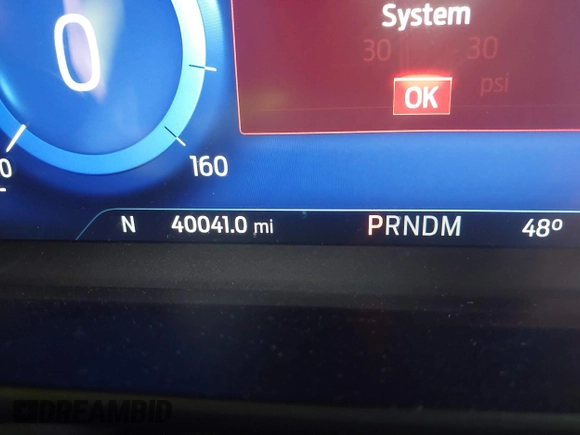 System
0
30 30
psi
OK
0
160
N 40041.0 mi PRNDM 48°
DREAMBID